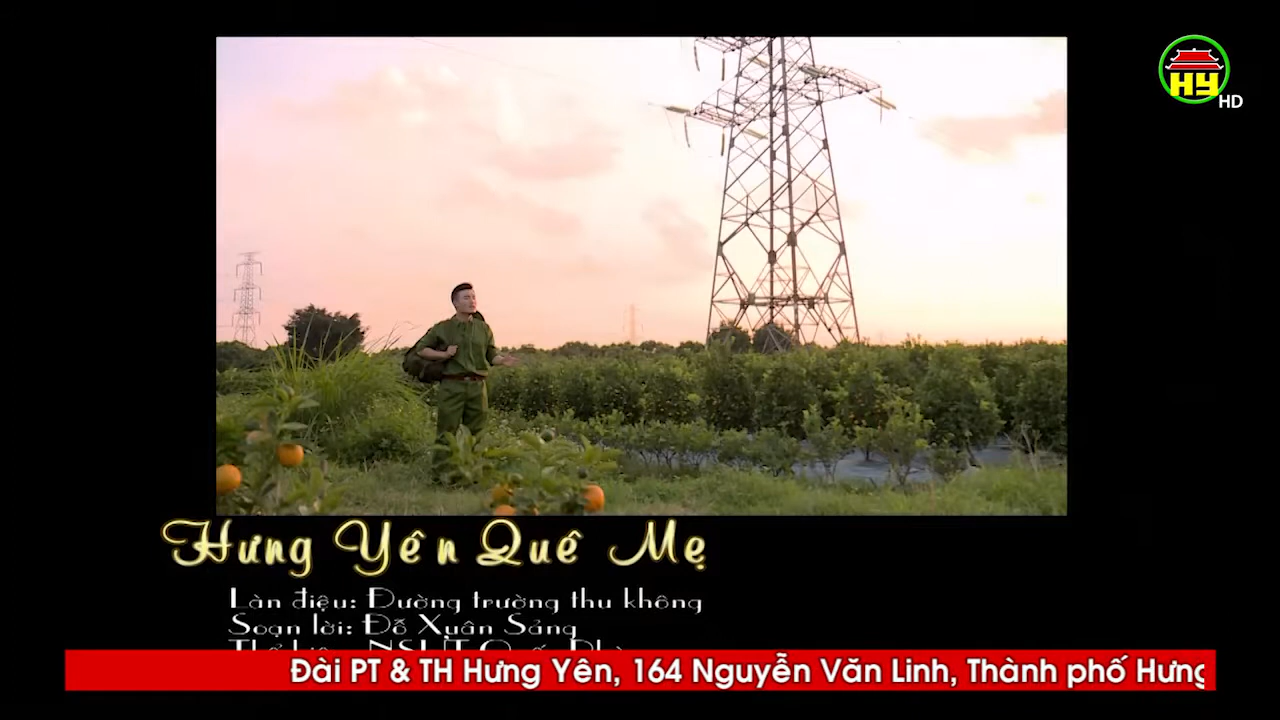 HY
HD
Hưng Yên Quê Mẹ
Làn điệu: Đường trường thu không
Soạn lời: Đỗ Xuân Sảng
Đài PT & TH Hưng Yên, 164 Nguyễn Văn Linh, Thành phố Hưng